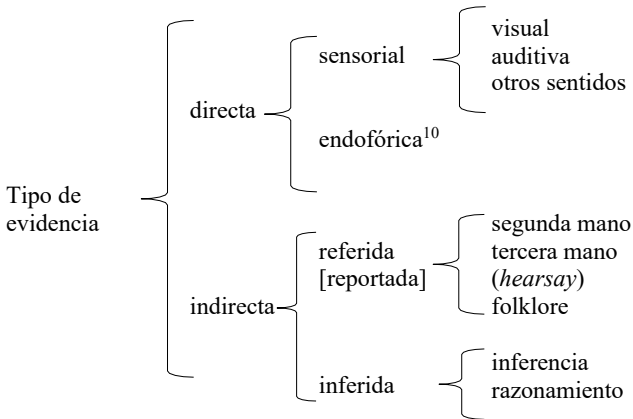 visual
sensorial
auditiva
otros sentidos
directa
endofórica10
Tipo de
evidencia
segunda mano
referida
tercera mano
[reportada]
(hearsay)
indirecta
folklore
inferencia
inferida
razonamiento